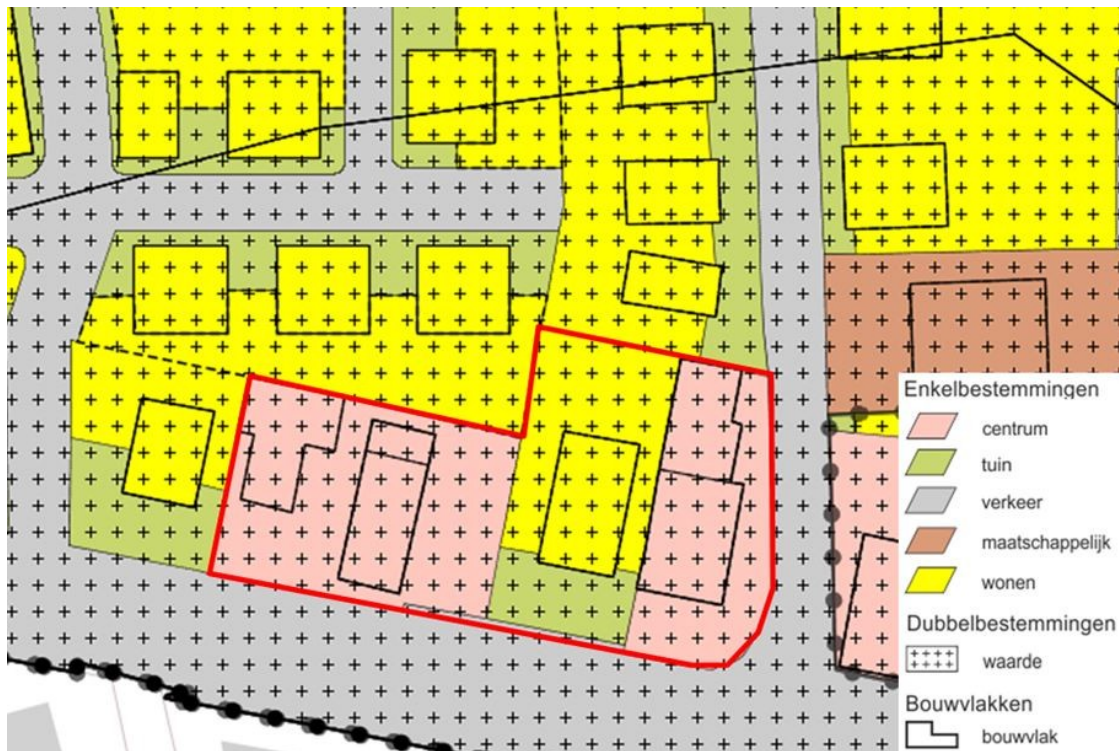 Enkelbestemmingen
centrum
tuin
verkeer
maatschappelijk
wonen
Dubbelbestemmingen
waarde
Bouwvlakken
bouwvlak